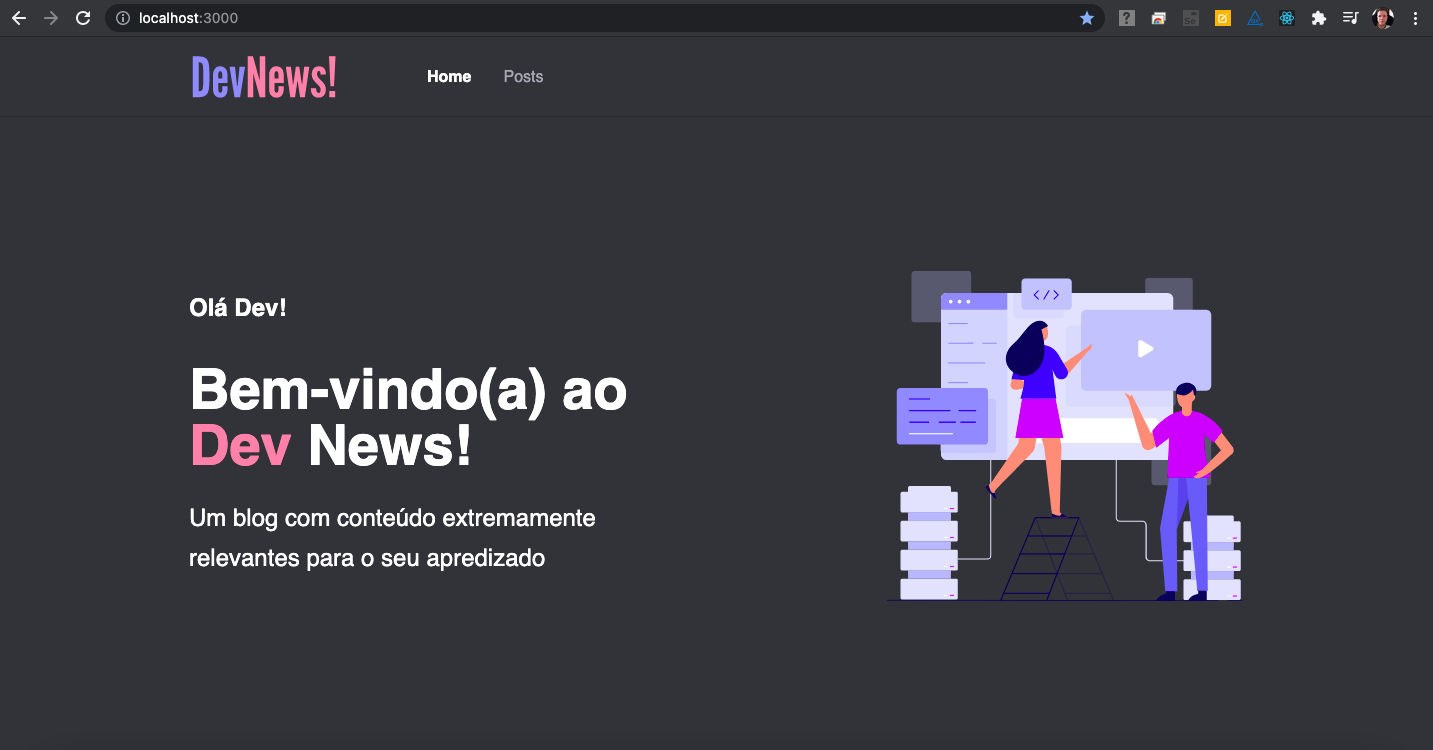 localhost:3000
DevNews!
Home
Posts
Olá Dev!
Bem-vindo(a) ao
Dev News!
Um blog com conteúdo extremamente
relevantes para o seu apredizado